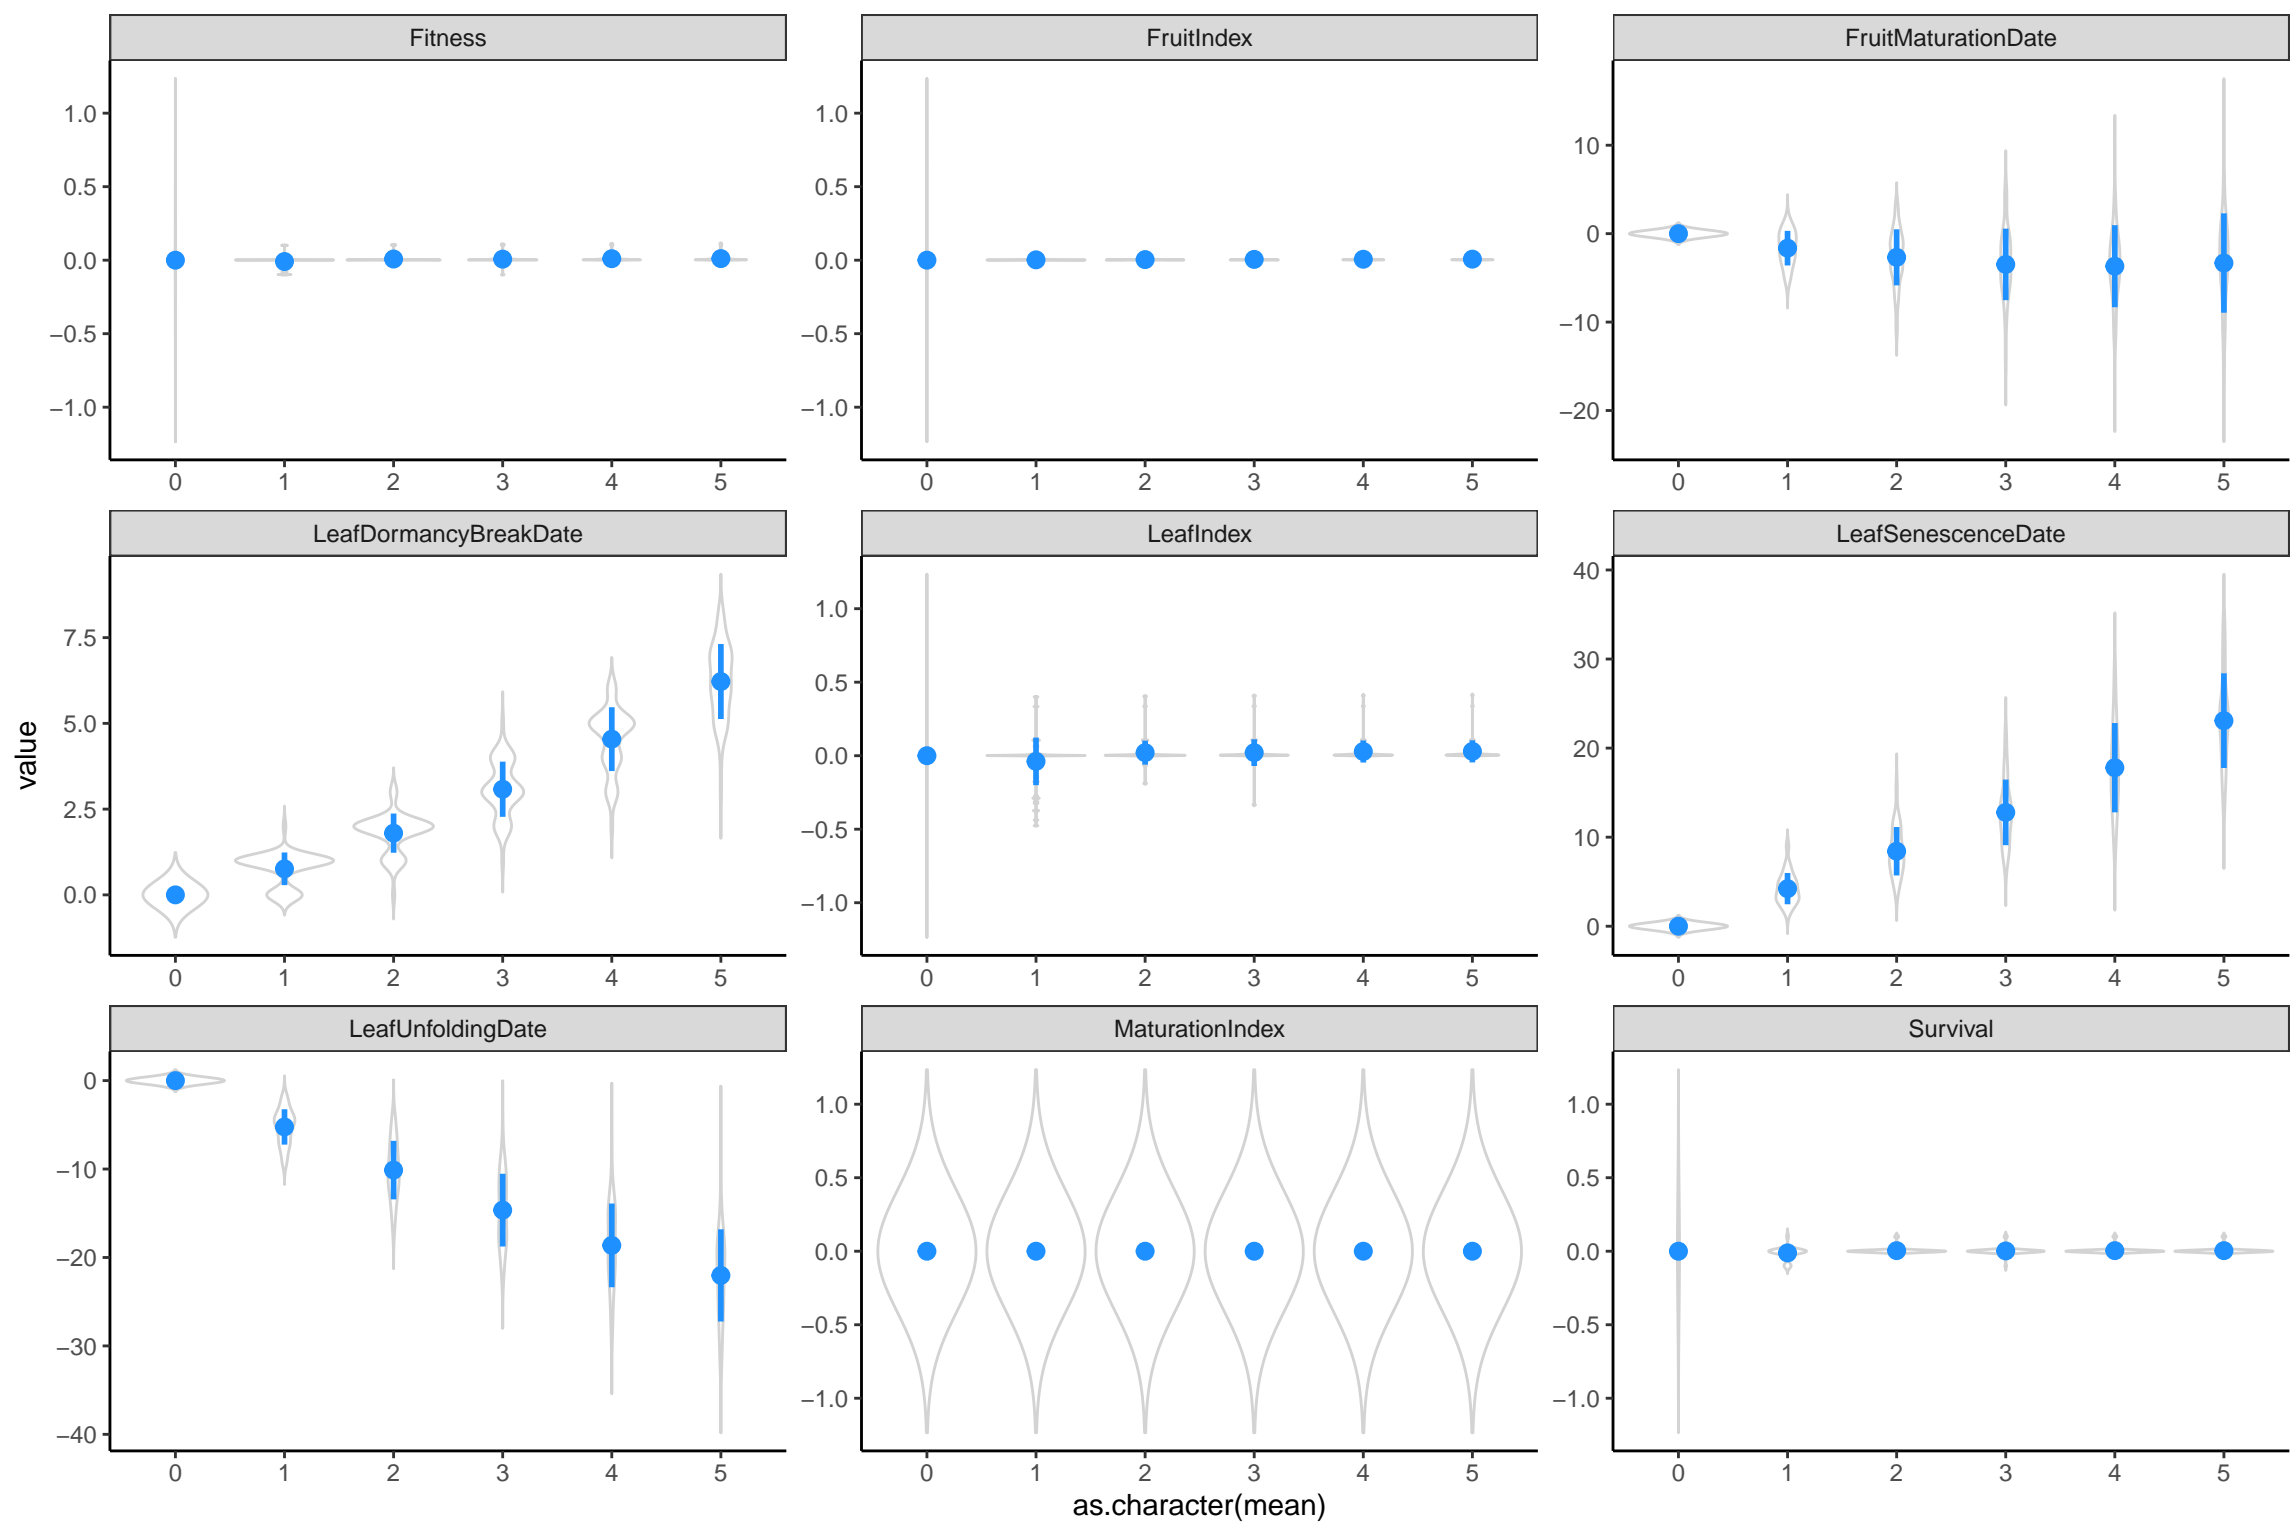 Fitness
FruitIndex
FruitMaturationDate
1.0
0.5
0.0
−0.5
−1.0
0 1 2 3 4 5
1.0
0.5
0.0
−0.5
−1.0
0 1 2 3 4 5
10
0
−10
−20
0 1 2 3 4 5
LeafDormancyBreakDate
LeafIndex
LeafSenescenceDate
value
7.5
5.0
2.5
0.0
0 1 2 3 4 5
1.0
0.5
0.0
−0.5
−1.0
0 1 2 3 4 5
40
30
20
10
0
0 1 2 3 4 5
LeafUnfoldingDate
MaturationIndex
Survival
0
−10
−20
−30
−40
0 1 2 3 4 5
1.0
0.5
0.0
−0.5
−1.0
0 1 2 3 4 5
1.0
0.5
0.0
−0.5
−1.0
0 1 2 3 4 5
as.character(mean)